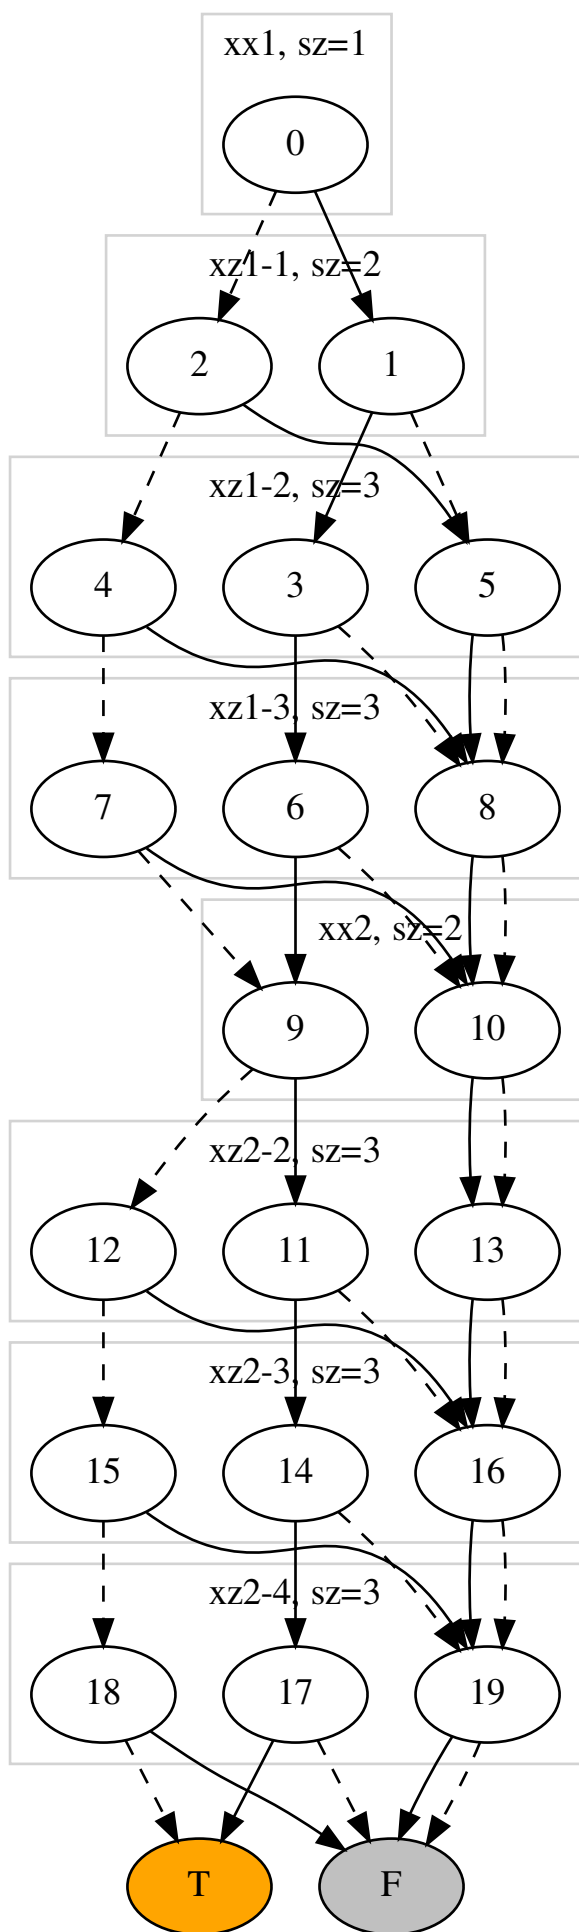 xx1, sz=1
0
xz1-1, sz=2
2 1
xz1-2, sz=3
4 3 5
xz1-3, sz=3
7 6 8
xx2, sz=2
9 10
xz2-2, sz=3
12 11 13
xz2-3, sz=3
15 14 16
xz2-4, sz=3
18 17 19
T F